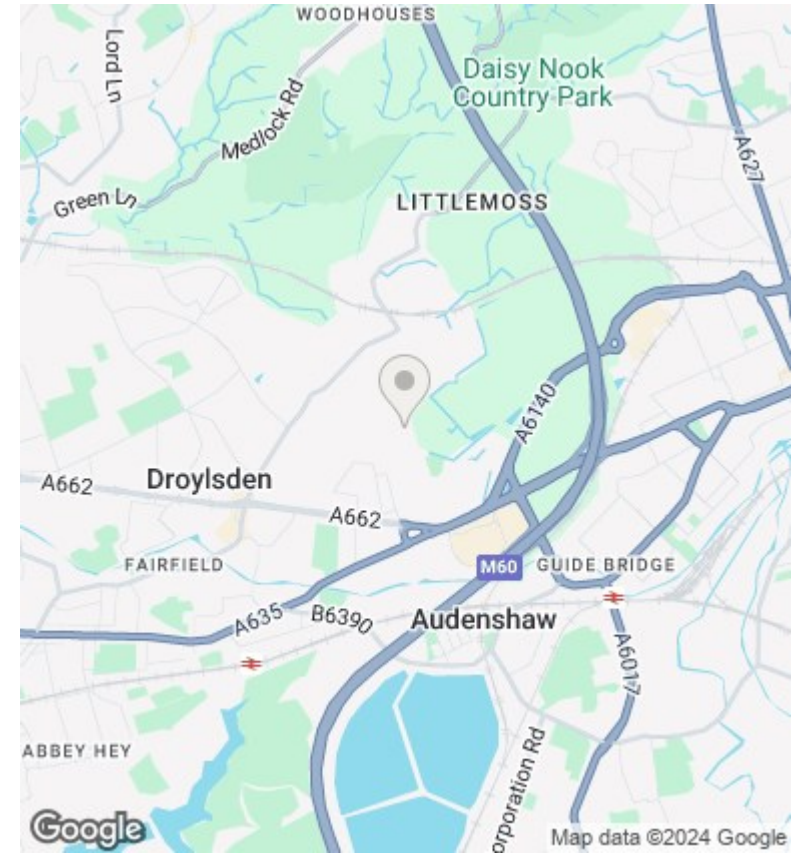 WOODHOUSES
Lord Ln
Daisy Nook
Country Park
Medlock Rd
A627
Green Ln
LITTLEMOSS
A6140
Droylsden
A662
A662
FAIRFIELD
M60
GUIDE BRIDGE
A635
B6390
Audenshaw
A6017
ABBEY HEY
orporation Rd
Google
Map data ©2024 Google